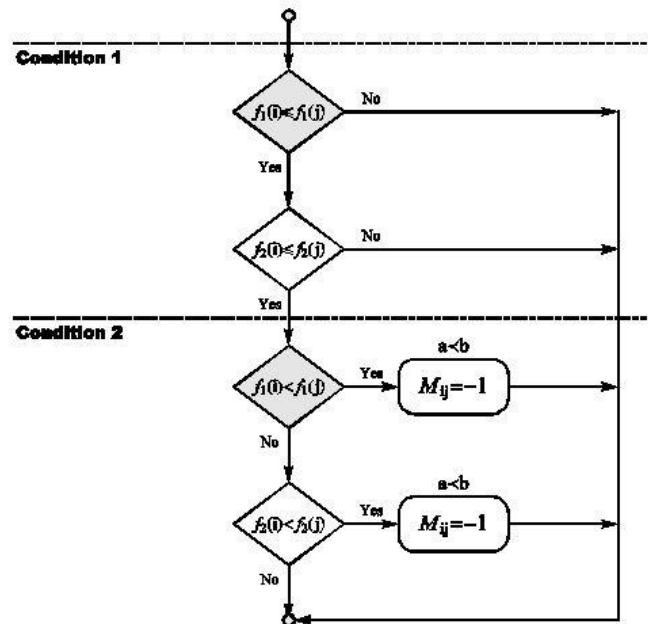 Condition 1
f₁(i)≤f₁(j)
No
Yes
f₂(i)≤f₂(j)
No
Yes
Condition 2
a<b
f₁(i)<f₁(j)
Yes
Mᵢⱼ=−1
No
a<b
f₂(i)<f₂(j)
Yes
Mᵢⱼ=−1
No